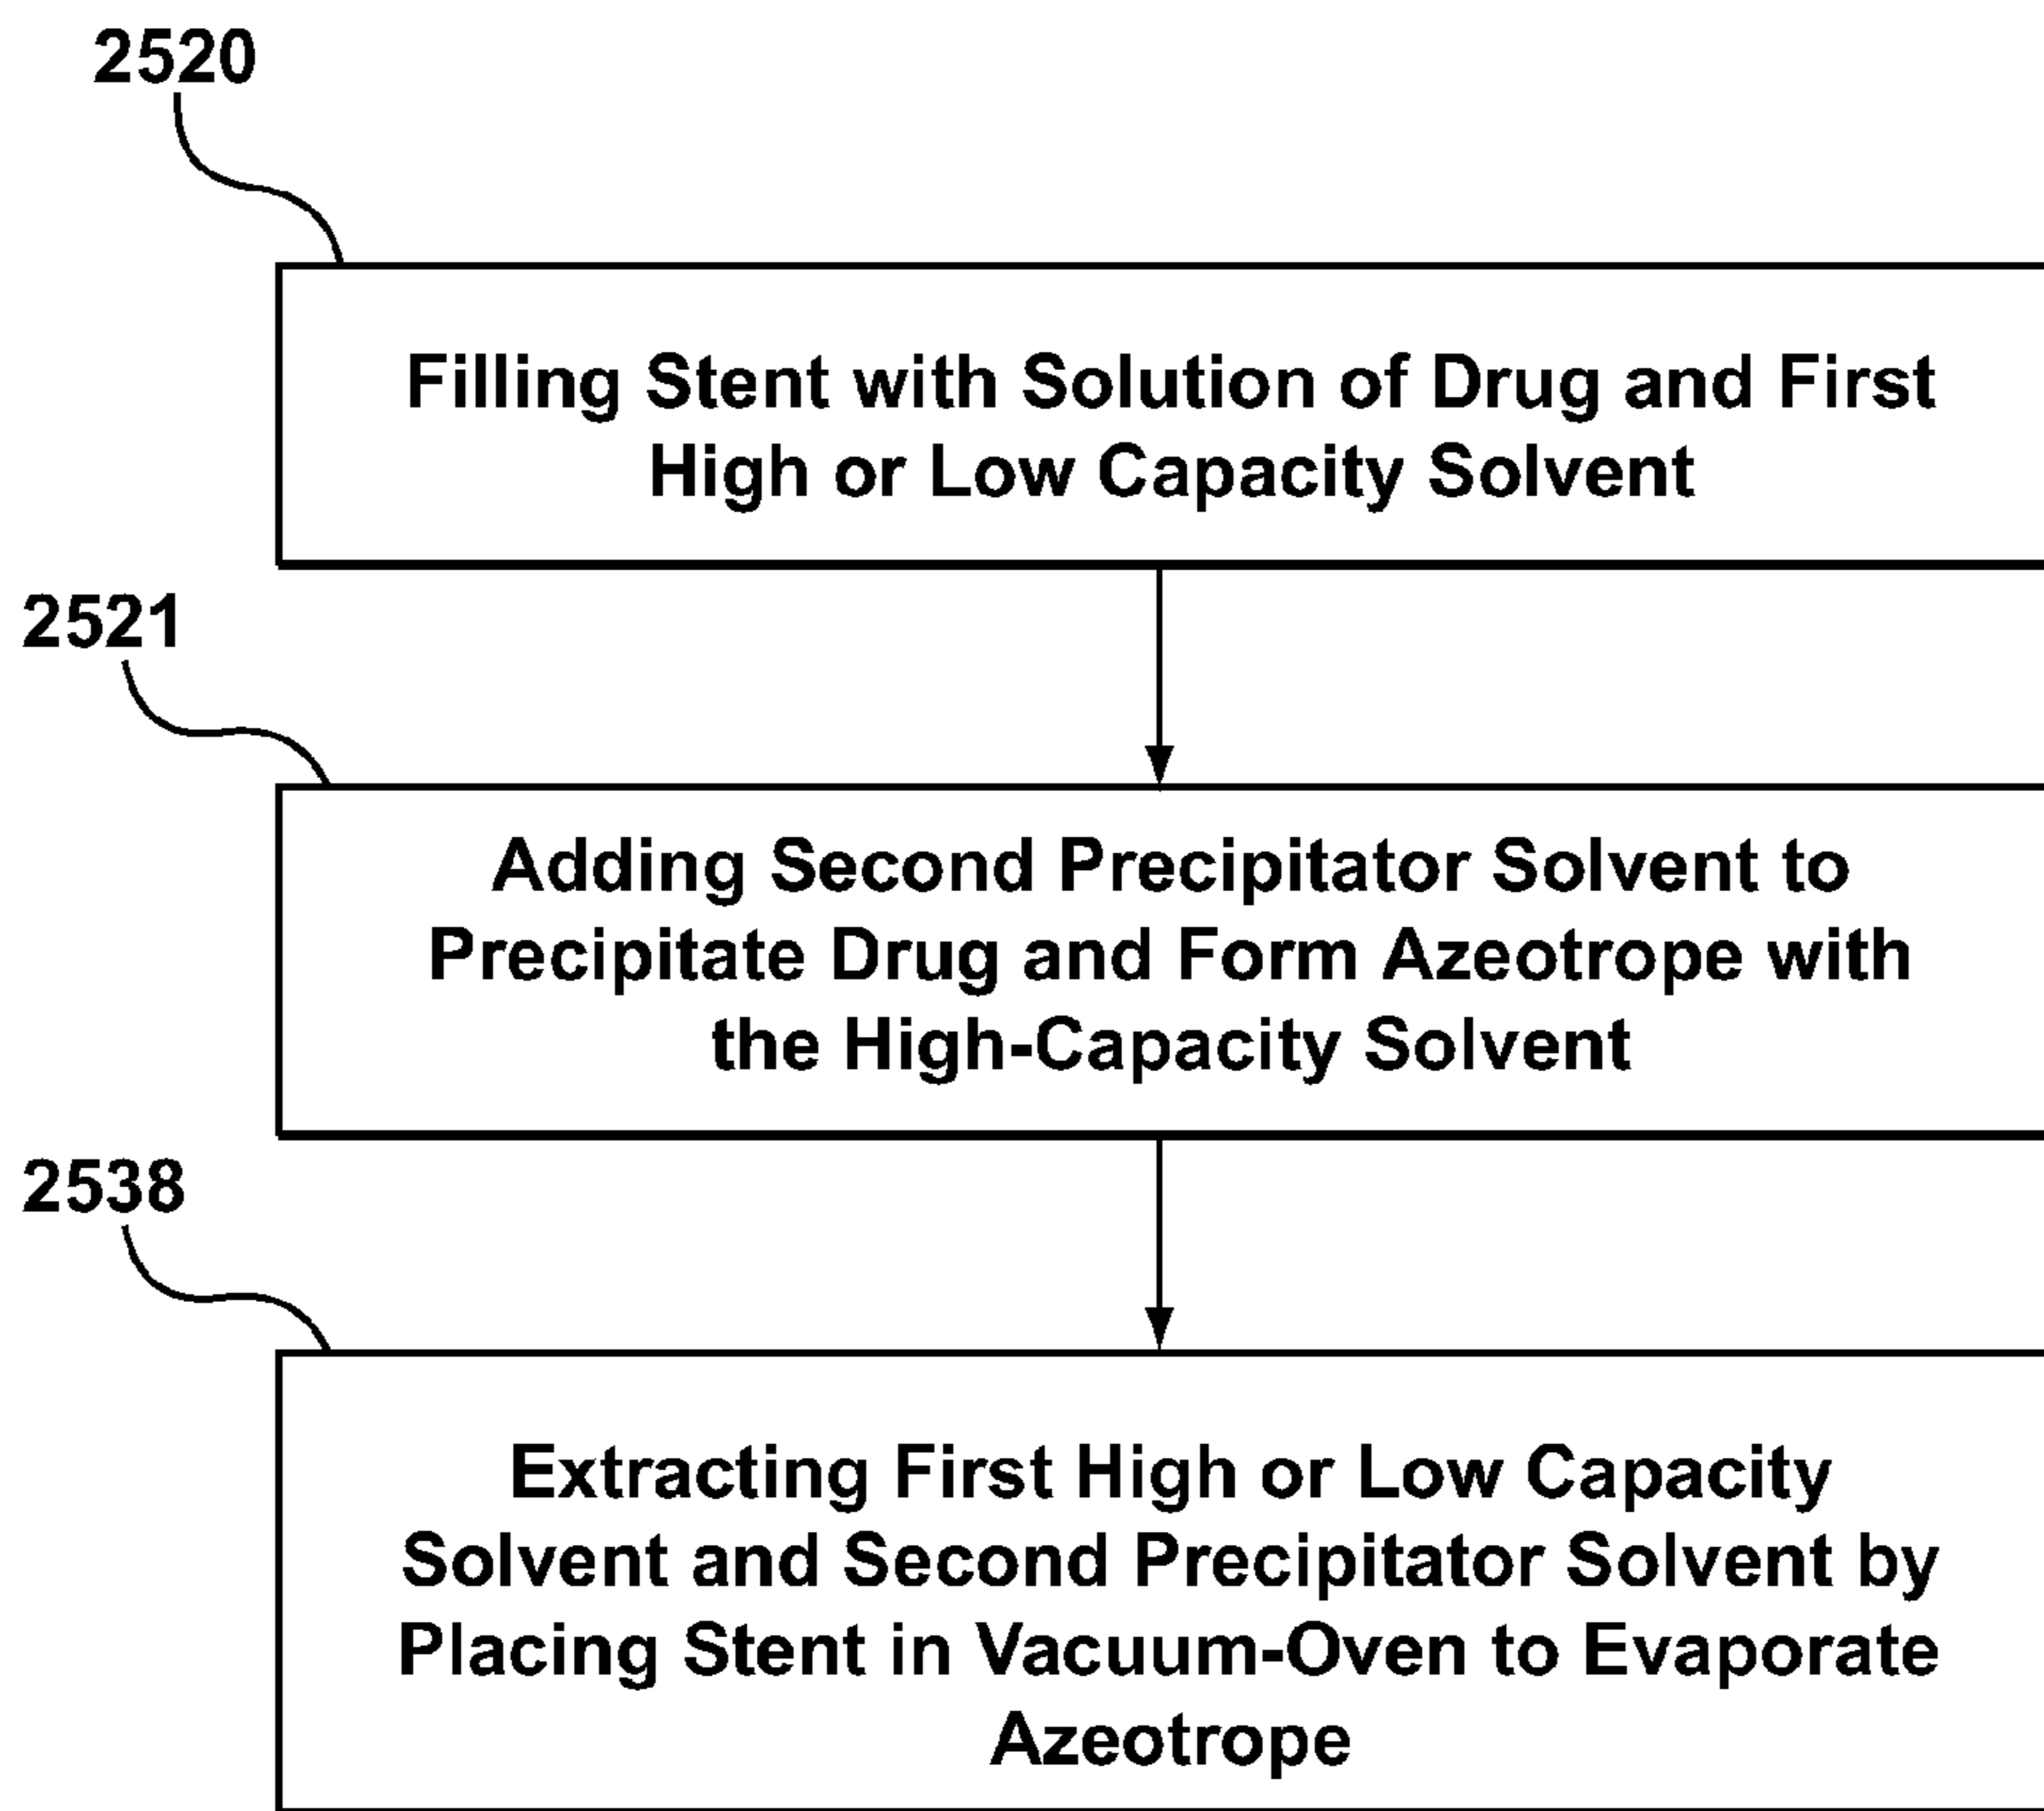 2520
Filling Stent with Solution of Drug and First
High or Low Capacity Solvent
2521
Adding Second Precipitator Solvent to
Precipitate Drug and Form Azeotrope with
the High-Capacity Solvent
2538
Extracting First High or Low Capacity
Solvent and Second Precipitator Solvent by
Placing Stent in Vacuum-Oven to Evaporate
Azeotrope